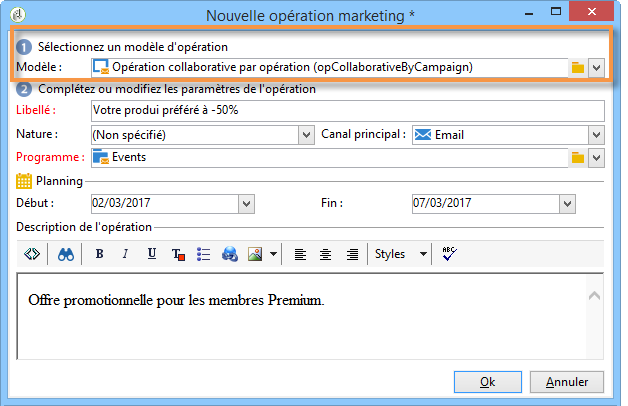 Nouvelle opération marketing *
1 Sélectionnez un modèle d'opération
Modèle : Opération collaborative par opération (opCollaborativeByCampaign)
2 Complétez ou modifiez les paramètres de l'opération
Libellé : Votre produi préféré à -50%
Nature : (Non spécifié) Canal principal : Email
Programme : Events
Planning
Début : 02/03/2017 Fin : 07/03/2017
Description de l'opération
B I U T Styles ABC
Offre promotionnelle pour les membres Premium.
Ok Annuler